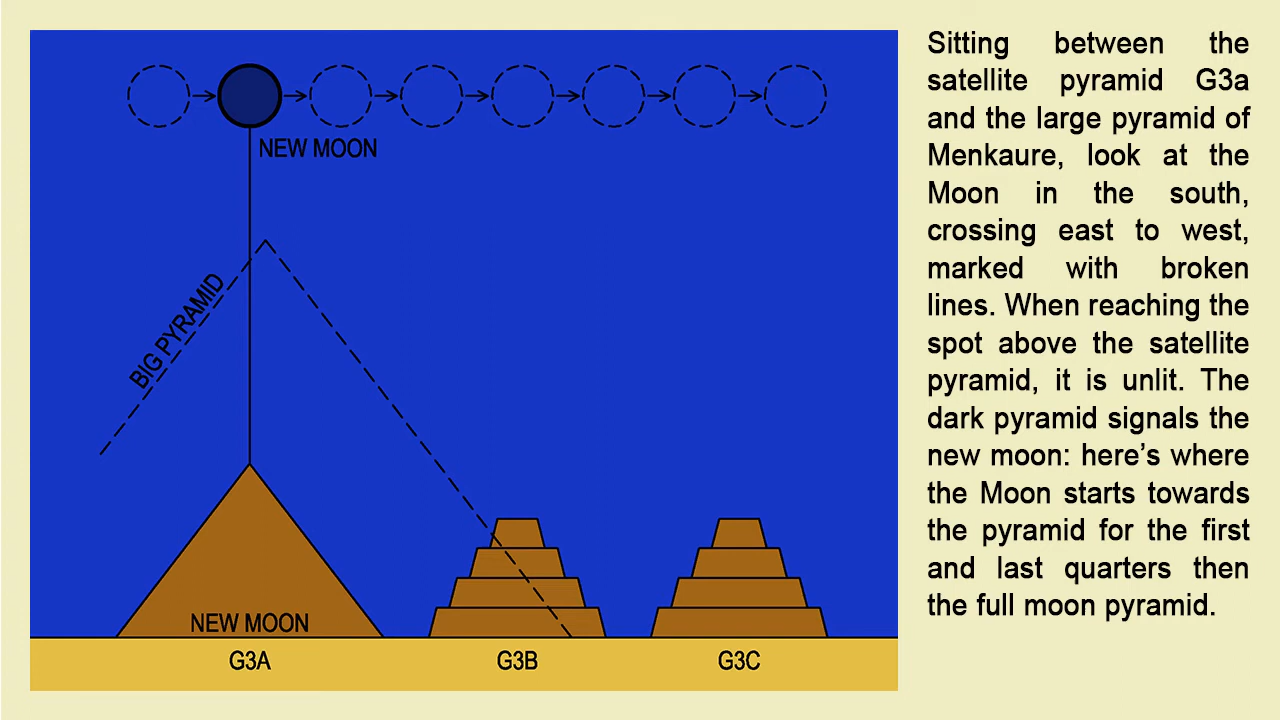 NEW MOON
BIG PYRAMID
NEW MOON
G3A
G3B
G3C
Sitting between the
satellite pyramid G3a
and the large pyramid of
Menkaure, look at the
Moon in the south,
crossing east to west,
marked with broken
lines. When reaching the
spot above the satellite
pyramid, it is unlit. The
dark pyramid signals the
new moon: here’s where
the Moon starts towards
the pyramid for the first
and last quarters then
the full moon pyramid.